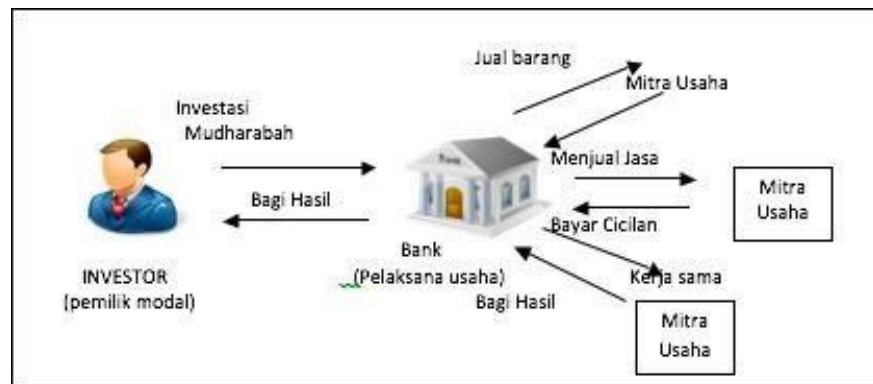 Jual barang
Mitra Usaha
Investasi
Mudharabah
Menjual Jasa
Mitra
Usaha
Bagi Hasil
Bayar Cicilan
Bank
(Pelaksana usaha)
INVESTOR
(pemilik modal)
Kerja sama
Bagi Hasil
Mitra
Usaha